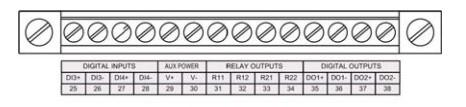 DIGITAL INPUTS AUX POWER RELAY OUTPUTS DIGITAL OUTPUTS
DI3+ DI3- DI4+ DI4- V+ V- R11 R12 R21 R22 DO1+ DO1- DO2+ DO2-
25 26 27 28 29 30 31 32 33 34 35 36 37 38